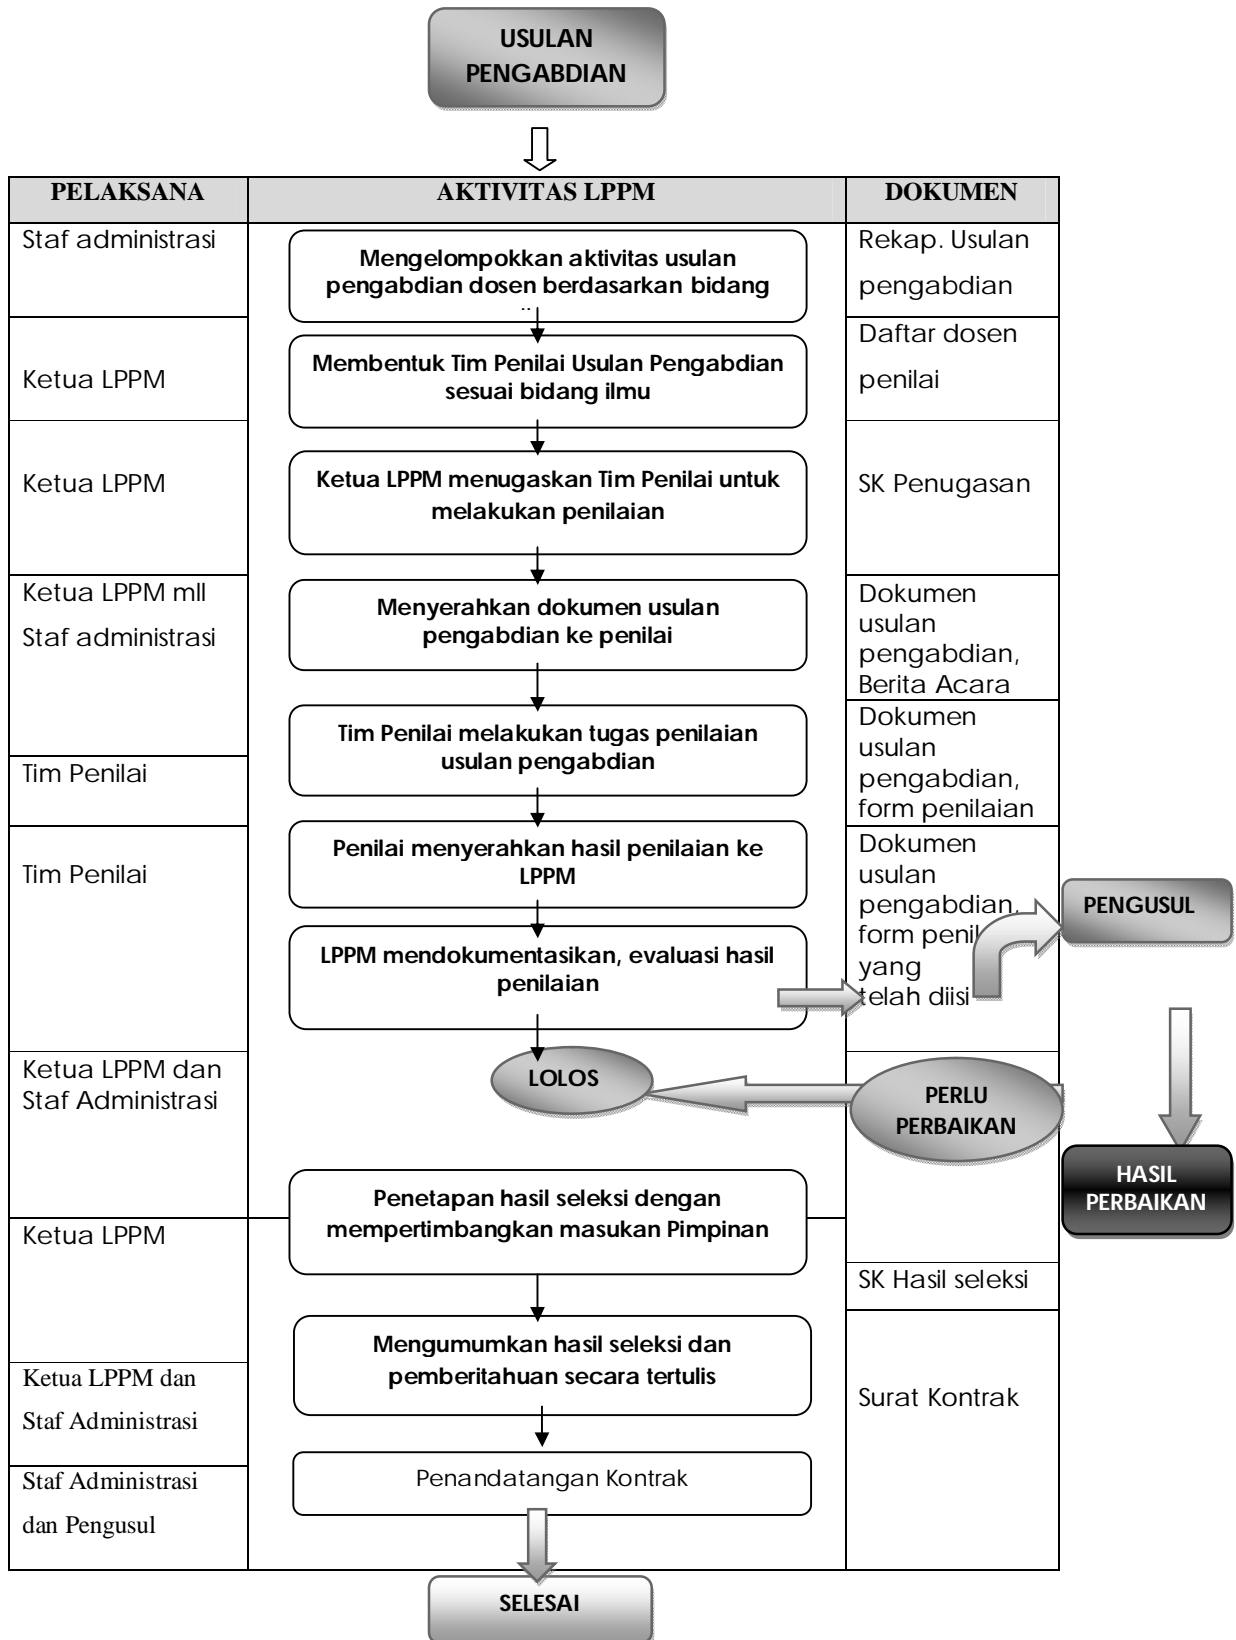 USULAN
PENGABDIAN
PELAKSANA
AKTIVITAS LPPM
DOKUMEN
Staf administrasi
Mengelompokkan aktivitas usulan
pengabdian dosen berdasarkan bidang
Rekap. Usulan
pengabdian
Ketua LPPM
Membentuk Tim Penilai Usulan Pengabdian
sesuai bidang ilmu
Daftar dosen
penilai
Ketua LPPM
Ketua LPPM menugaskan Tim Penilai untuk
melakukan penilaian
SK Penugasan
Ketua LPPM mll
Staf administrasi
Menyerahkan dokumen usulan
pengabdian ke penilai
Dokumen
usulan
pengabdian,
Berita Acara
Tim Penilai
Tim Penilai melakukan tugas penilaian
usulan pengabdian
Dokumen
usulan
pengabdian,
form penilaian
Tim Penilai
Penilai menyerahkan hasil penilaian ke
LPPM
LPPM mendokumentasikan, evaluasi hasil
penilaian
Dokumen
usulan
pengabdian,
form
yang
telah diisi
PENGUSUL
Ketua LPPM dan
Staf Administrasi
LOLOS
PERLU
PERBAIKAN
HASIL
PERBAIKAN
Ketua LPPM
Penetapan hasil seleksi dengan
mempertimbangkan masukan Pimpinan
SK Hasil seleksi
Mengumumkan hasil seleksi dan
pemberitahuan secara tertulis
Ketua LPPM dan
Staf Administrasi
Surat Kontrak
Staf Administrasi
dan Pengusul
Penandatangan Kontrak
SELESAI